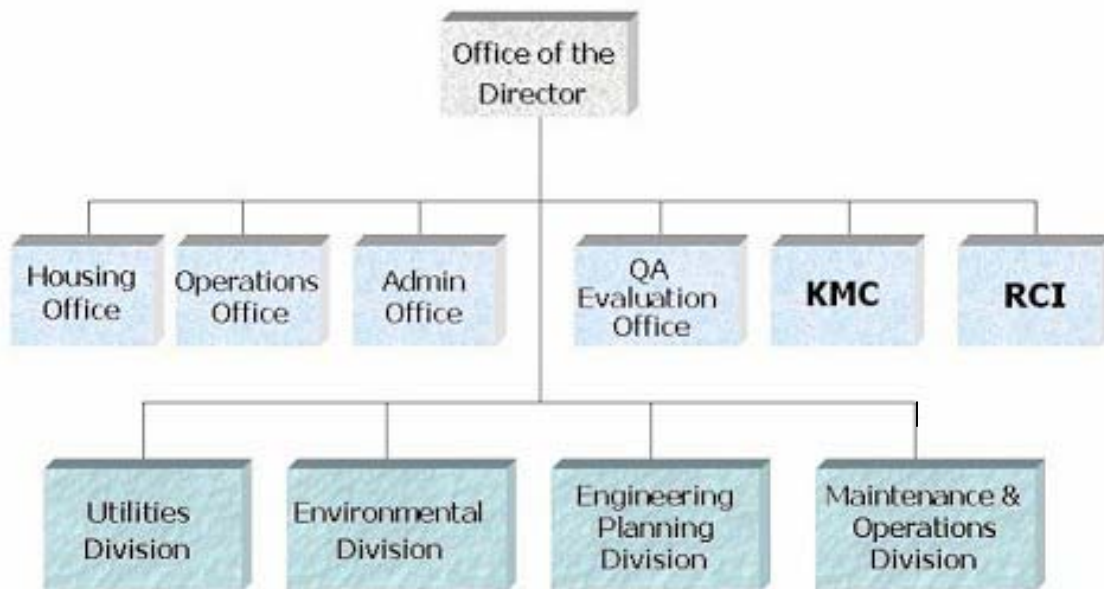 Office of the
Director
Housing
Office
Operations
Office
Admin
Office
QA
Evaluation
Office
KMC
RCI
Utilities
Division
Environmental
Division
Engineering
Planning
Division
Maintenance &
Operations
Division